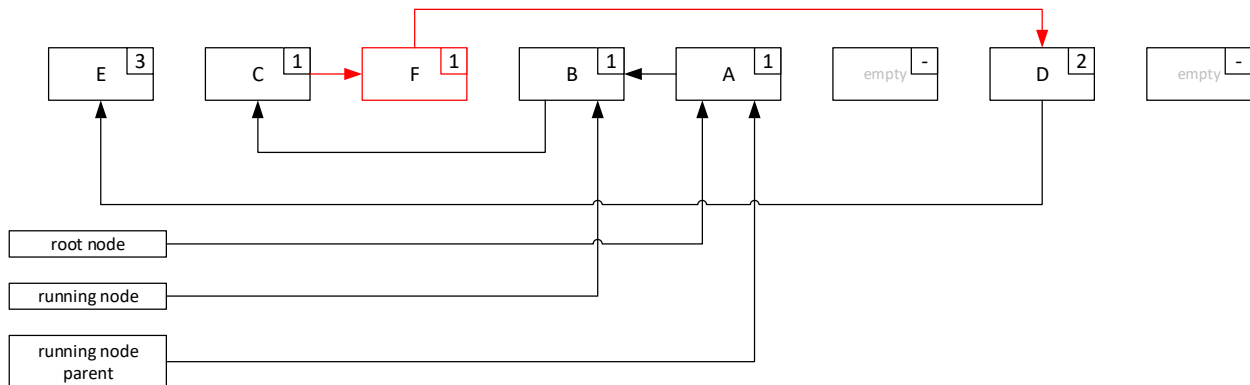 E 3
C 1
F 1
B 1
A 1
empty -
D 2
empty -
root node
running node
running node
parent